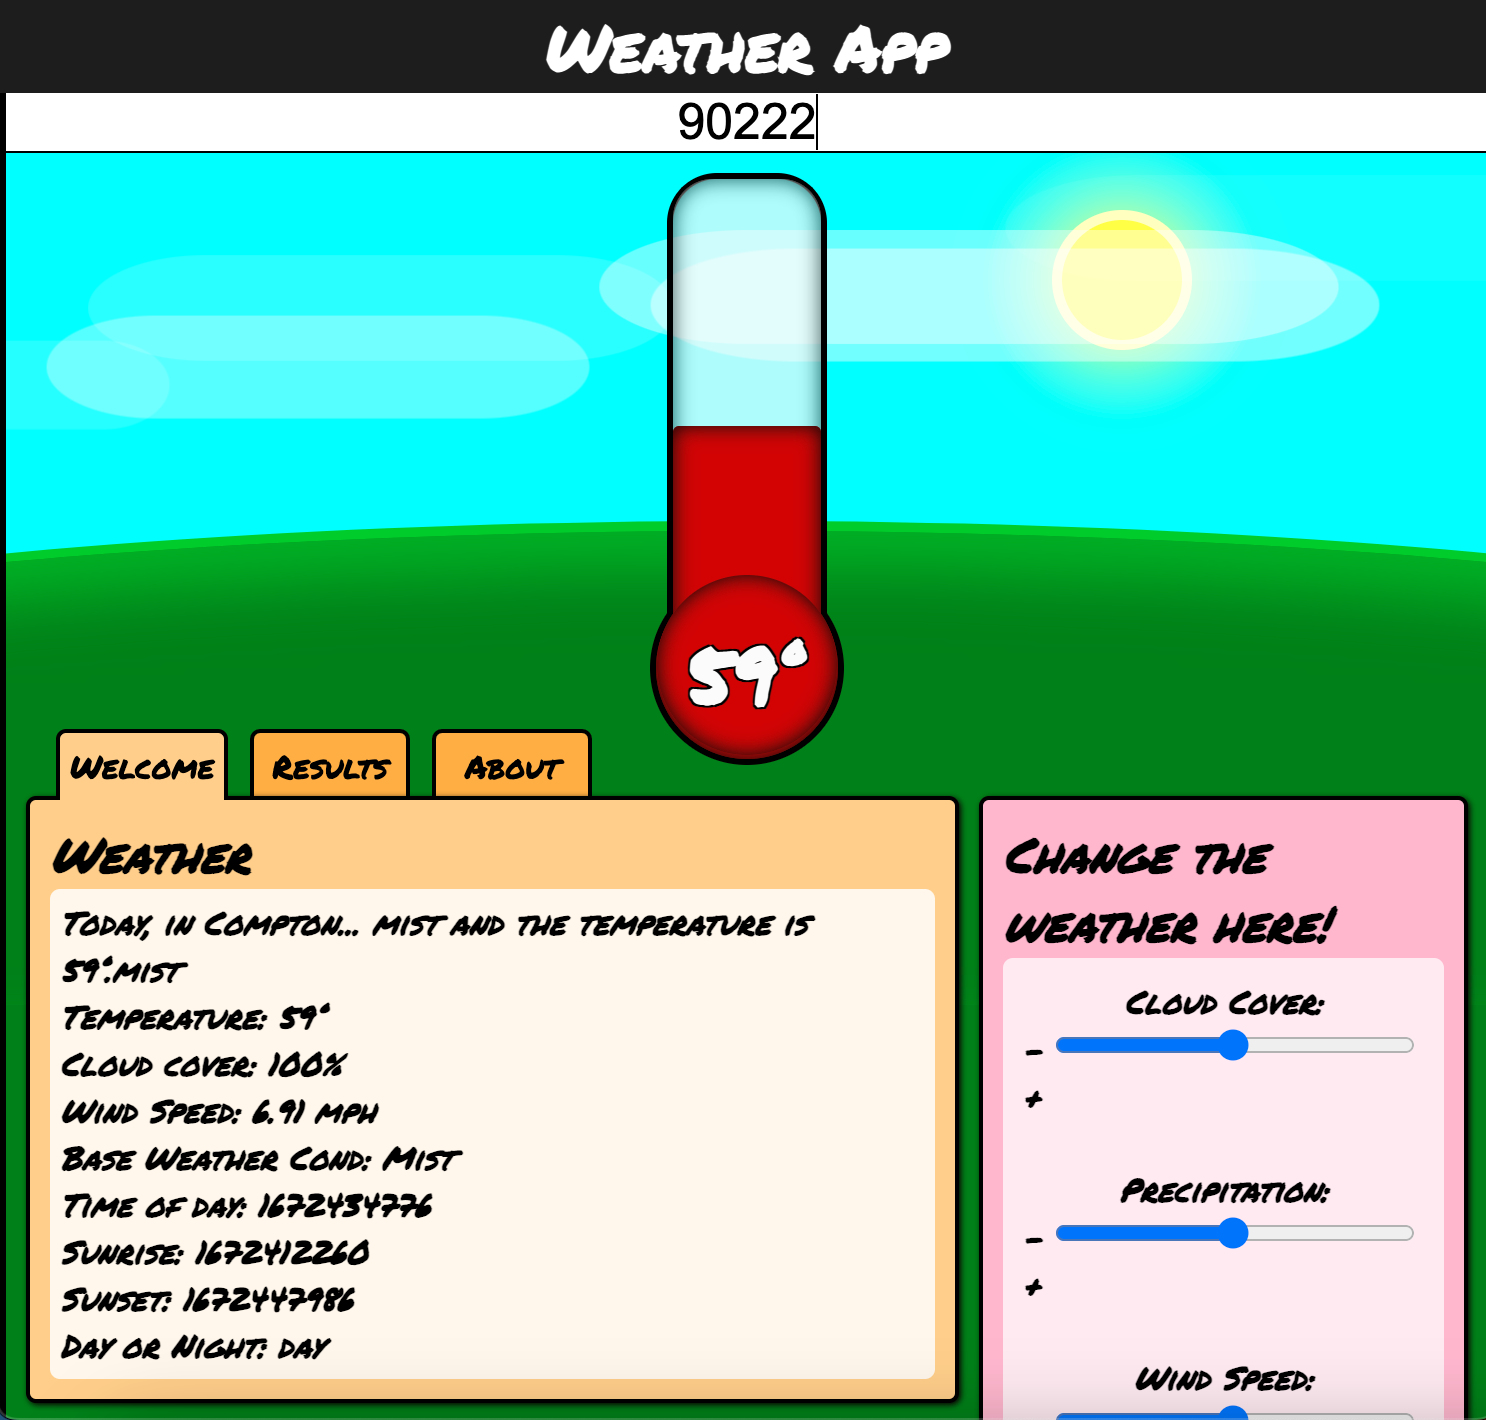 Weather App
90222
59°
Welcome
Results
About
Weather
Today, in Compton... mist and the temperature is
59°.mist
Temperature: 59°
Cloud cover: 100%
Wind Speed: 6.91 mph
Base Weather Cond: Mist
Time of day: 1672434776
Sunrise: 1672412260
Sunset: 1672447986
Day or Night: day
Change the
weather here!
Cloud Cover:
-
+
Precipitation:
-
+
Wind Speed: